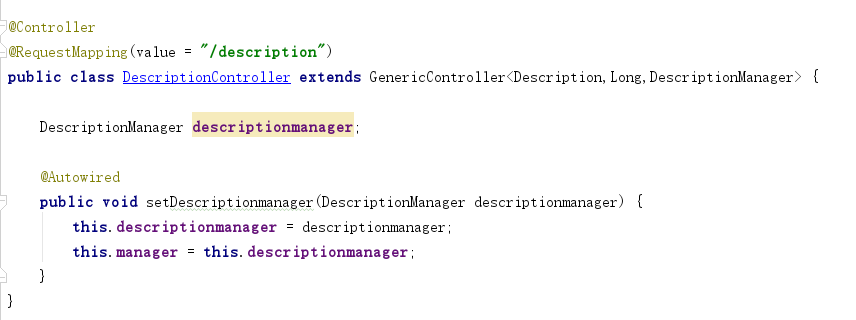 @Controller
@RequestMapping(value = "/description")
public class DescriptionController extends GenericController<Description,Long,DescriptionManager> {
DescriptionManager descriptionmanager;
@Autowired
public void setDescriptionmanager(DescriptionManager descriptionmanager) {
this.descriptionmanager = descriptionmanager;
this.manager = this.descriptionmanager;
}
}